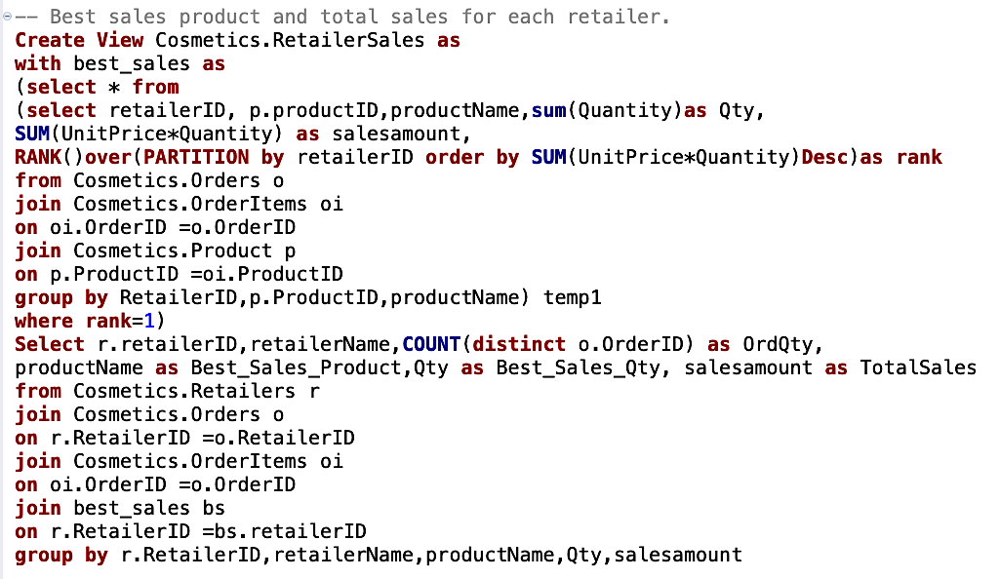 -- Best sales product and total sales for each retailer.
Create View Cosmetics.RetailerSales as
with best_sales as
(select * from
(select retailerID, p.productID,productName,sum(Quantity)as Qty,
SUM(UnitPrice*Quantity) as salesamount,
RANK()over(PARTITION by retailerID order by SUM(UnitPrice*Quantity)Desc)as rank
from Cosmetics.Orders o
join Cosmetics.OrderItems oi
on oi.OrderID =o.OrderID
join Cosmetics.Product p
on p.ProductID =oi.ProductID
group by RetailerID,p.ProductID,productName) temp1
where rank=1)
Select r.retailerID,retailerName,COUNT(distinct o.OrderID) as OrdQty,
productName as Best_Sales_Product,Qty as Best_Sales_Qty, salesamount as TotalSales
from Cosmetics.Retailers r
join Cosmetics.Orders o
on r.RetailerID =o.RetailerID
join Cosmetics.OrderItems oi
on oi.OrderID =o.OrderID
join best_sales bs
on r.RetailerID =bs.retailerID
group by r.RetailerID,retailerName,productName,Qty,salesamount